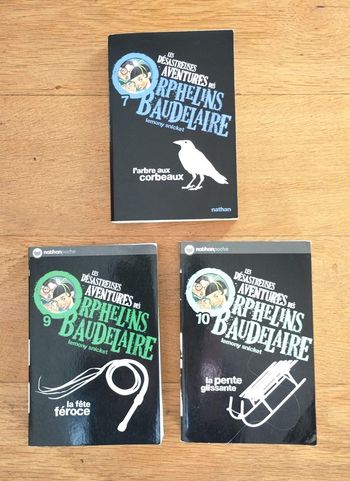 LES
DÉSASTREUSES
AVENTURES DES
ORPHELINS
7 BAUDELAIRE
lemony snicket
l'arbre aux
corbeaux
nathan
nathanpoche
LES
DÉSASTREUSES
AVENTURES DES
ORPHELINS
9 BAUDELAIRE
lemony snicket
la fête
féroce
nathanpoche
LES
DÉSASTREUSES
AVENTURES DES
ORPHELINS
10 BAUDELAIRE
lemony snicket
la pente
glissante